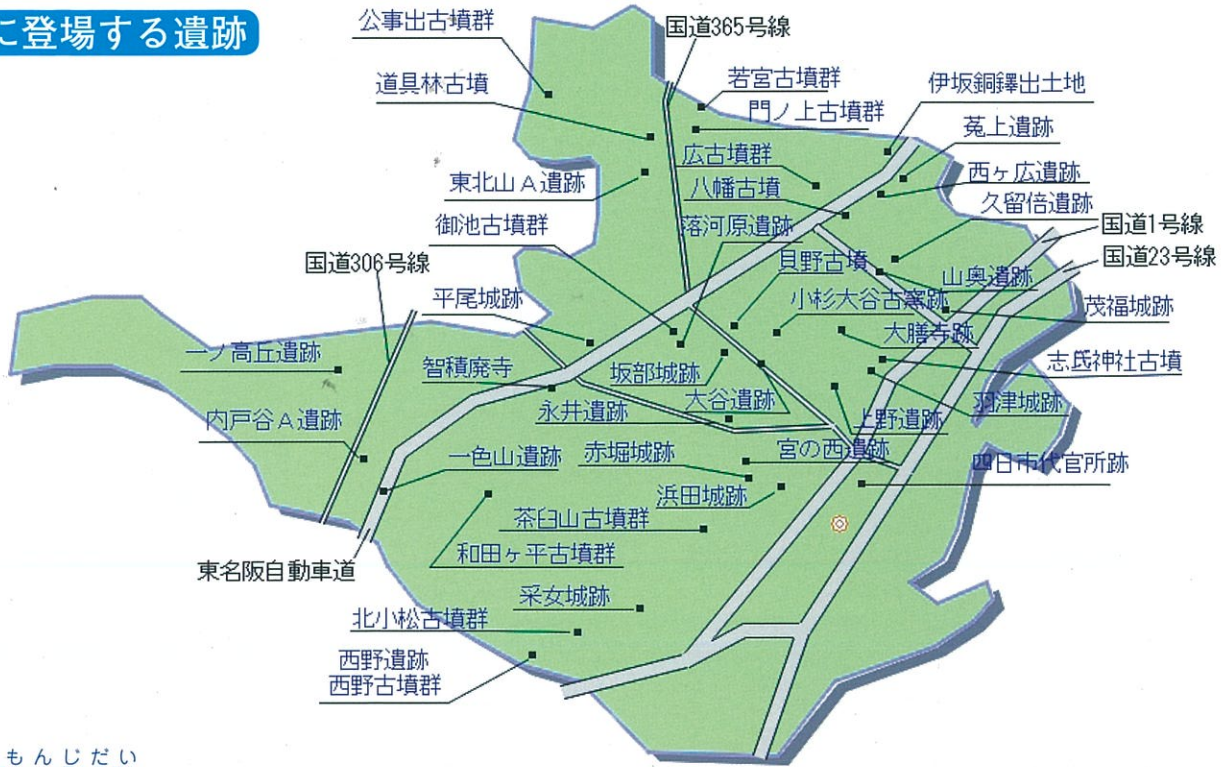 に登場する遺跡
公事出古墳群
国道365号線
道具林古墳
若宮古墳群
伊坂銅鐸出土地
門ノ上古墳群
菟上遺跡
広古墳群
西ヶ広遺跡
東北山A遺跡
八幡古墳
久留倍遺跡
御池古墳群
落河原遺跡
国道1号線
国道23号線
国道306号線
貝野古墳
山奥遺跡
平尾城跡
小杉大谷古窯跡
茂福城跡
大膳寺跡
一ノ高丘遺跡
智積廃寺
坂部城跡
志氐神社古墳
永井遺跡
大谷遺跡
上野遺跡
羽津城跡
内戸谷A遺跡
一色山遺跡
赤堀城跡
宮の西遺跡
四日市代官所跡
浜田城跡
茶臼山古墳群
和田ヶ平古墳群
東名阪自動車道
采女城跡
北小松古墳群
西野遺跡
西野古墳群
もんじだい